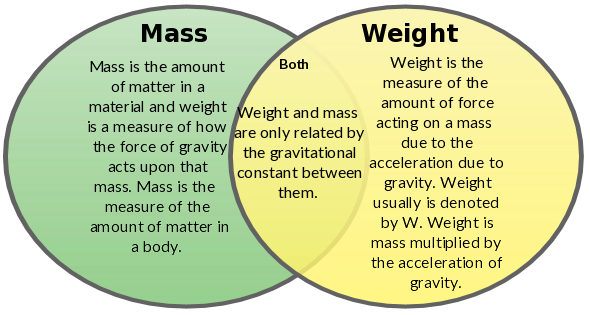 Mass
Mass is the amount
of matter in a
material and weight
is a measure of how
the force of gravity
acts upon that
mass. Mass is the
measure of the
amount of matter in
a body.
Both
Weight and mass
are only related by
the gravitational
constant between
them.
Weight
Weight is the
measure of the
amount of force
acting on a mass
due to the
acceleration due to
gravity. Weight
usually is denoted
by W. Weight is
mass multiplied by
the acceleration of
gravity.